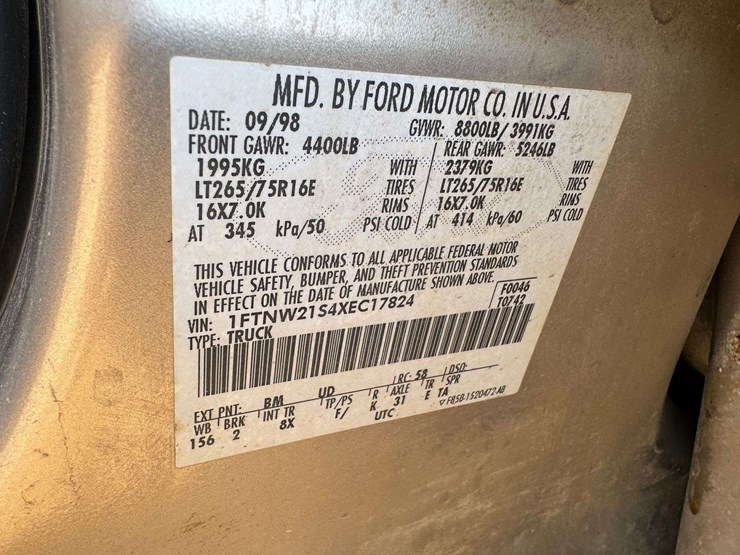 MFD. BY FORD MOTOR CO. IN U.S.A.
DATE: 09/98 GVWR: 8800LB/3991KG
FRONT GAWR: 4400LB REAR GAWR: 5246LB
1995KG WITH 2379KG WITH
LT265/75R16E TIRES LT265/75R16E TIRES
16X7.0K RIMS 16X7.0K RIMS
AT 345 kPa/50 PSI COLD AT 414 kPa/60 PSI COLD
THIS VEHICLE CONFORMS TO ALL APPLICABLE FEDERAL MOTOR
VEHICLE SAFETY, BUMPER, AND THEFT PREVENTION STANDARDS
IN EFFECT ON THE DATE OF MANUFACTURE SHOWN ABOVE.
VIN: 1FTNW21S4XEC17824 F0046
TYPE: TRUCK T0742
EXT PNT: BM UD RC: 58 DSO:
WB BRK INT TR TP/PS R AXLE TR SPR
156 2 8X F/ K 31 E TA
UTC
F85B-1520472-AB